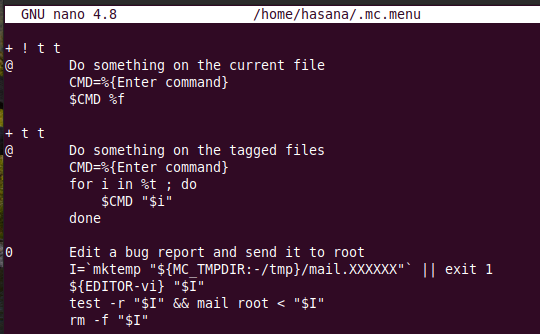 GNU nano 4.8 /home/hasana/.mc.menu
+ ! t t
@ Do something on the current file
CMD=%{Enter command}
$CMD %f
+ t t
@ Do something on the tagged files
CMD=%{Enter command}
for i in %t ; do
$CMD "$i"
done
0 Edit a bug report and send it to root
I=`mktemp "${MC_TMPDIR:-/tmp}/mail.XXXXXX"` || exit 1
${EDITOR-vi} "$I"
test -r "$I" && mail root < "$I"
rm -f "$I"